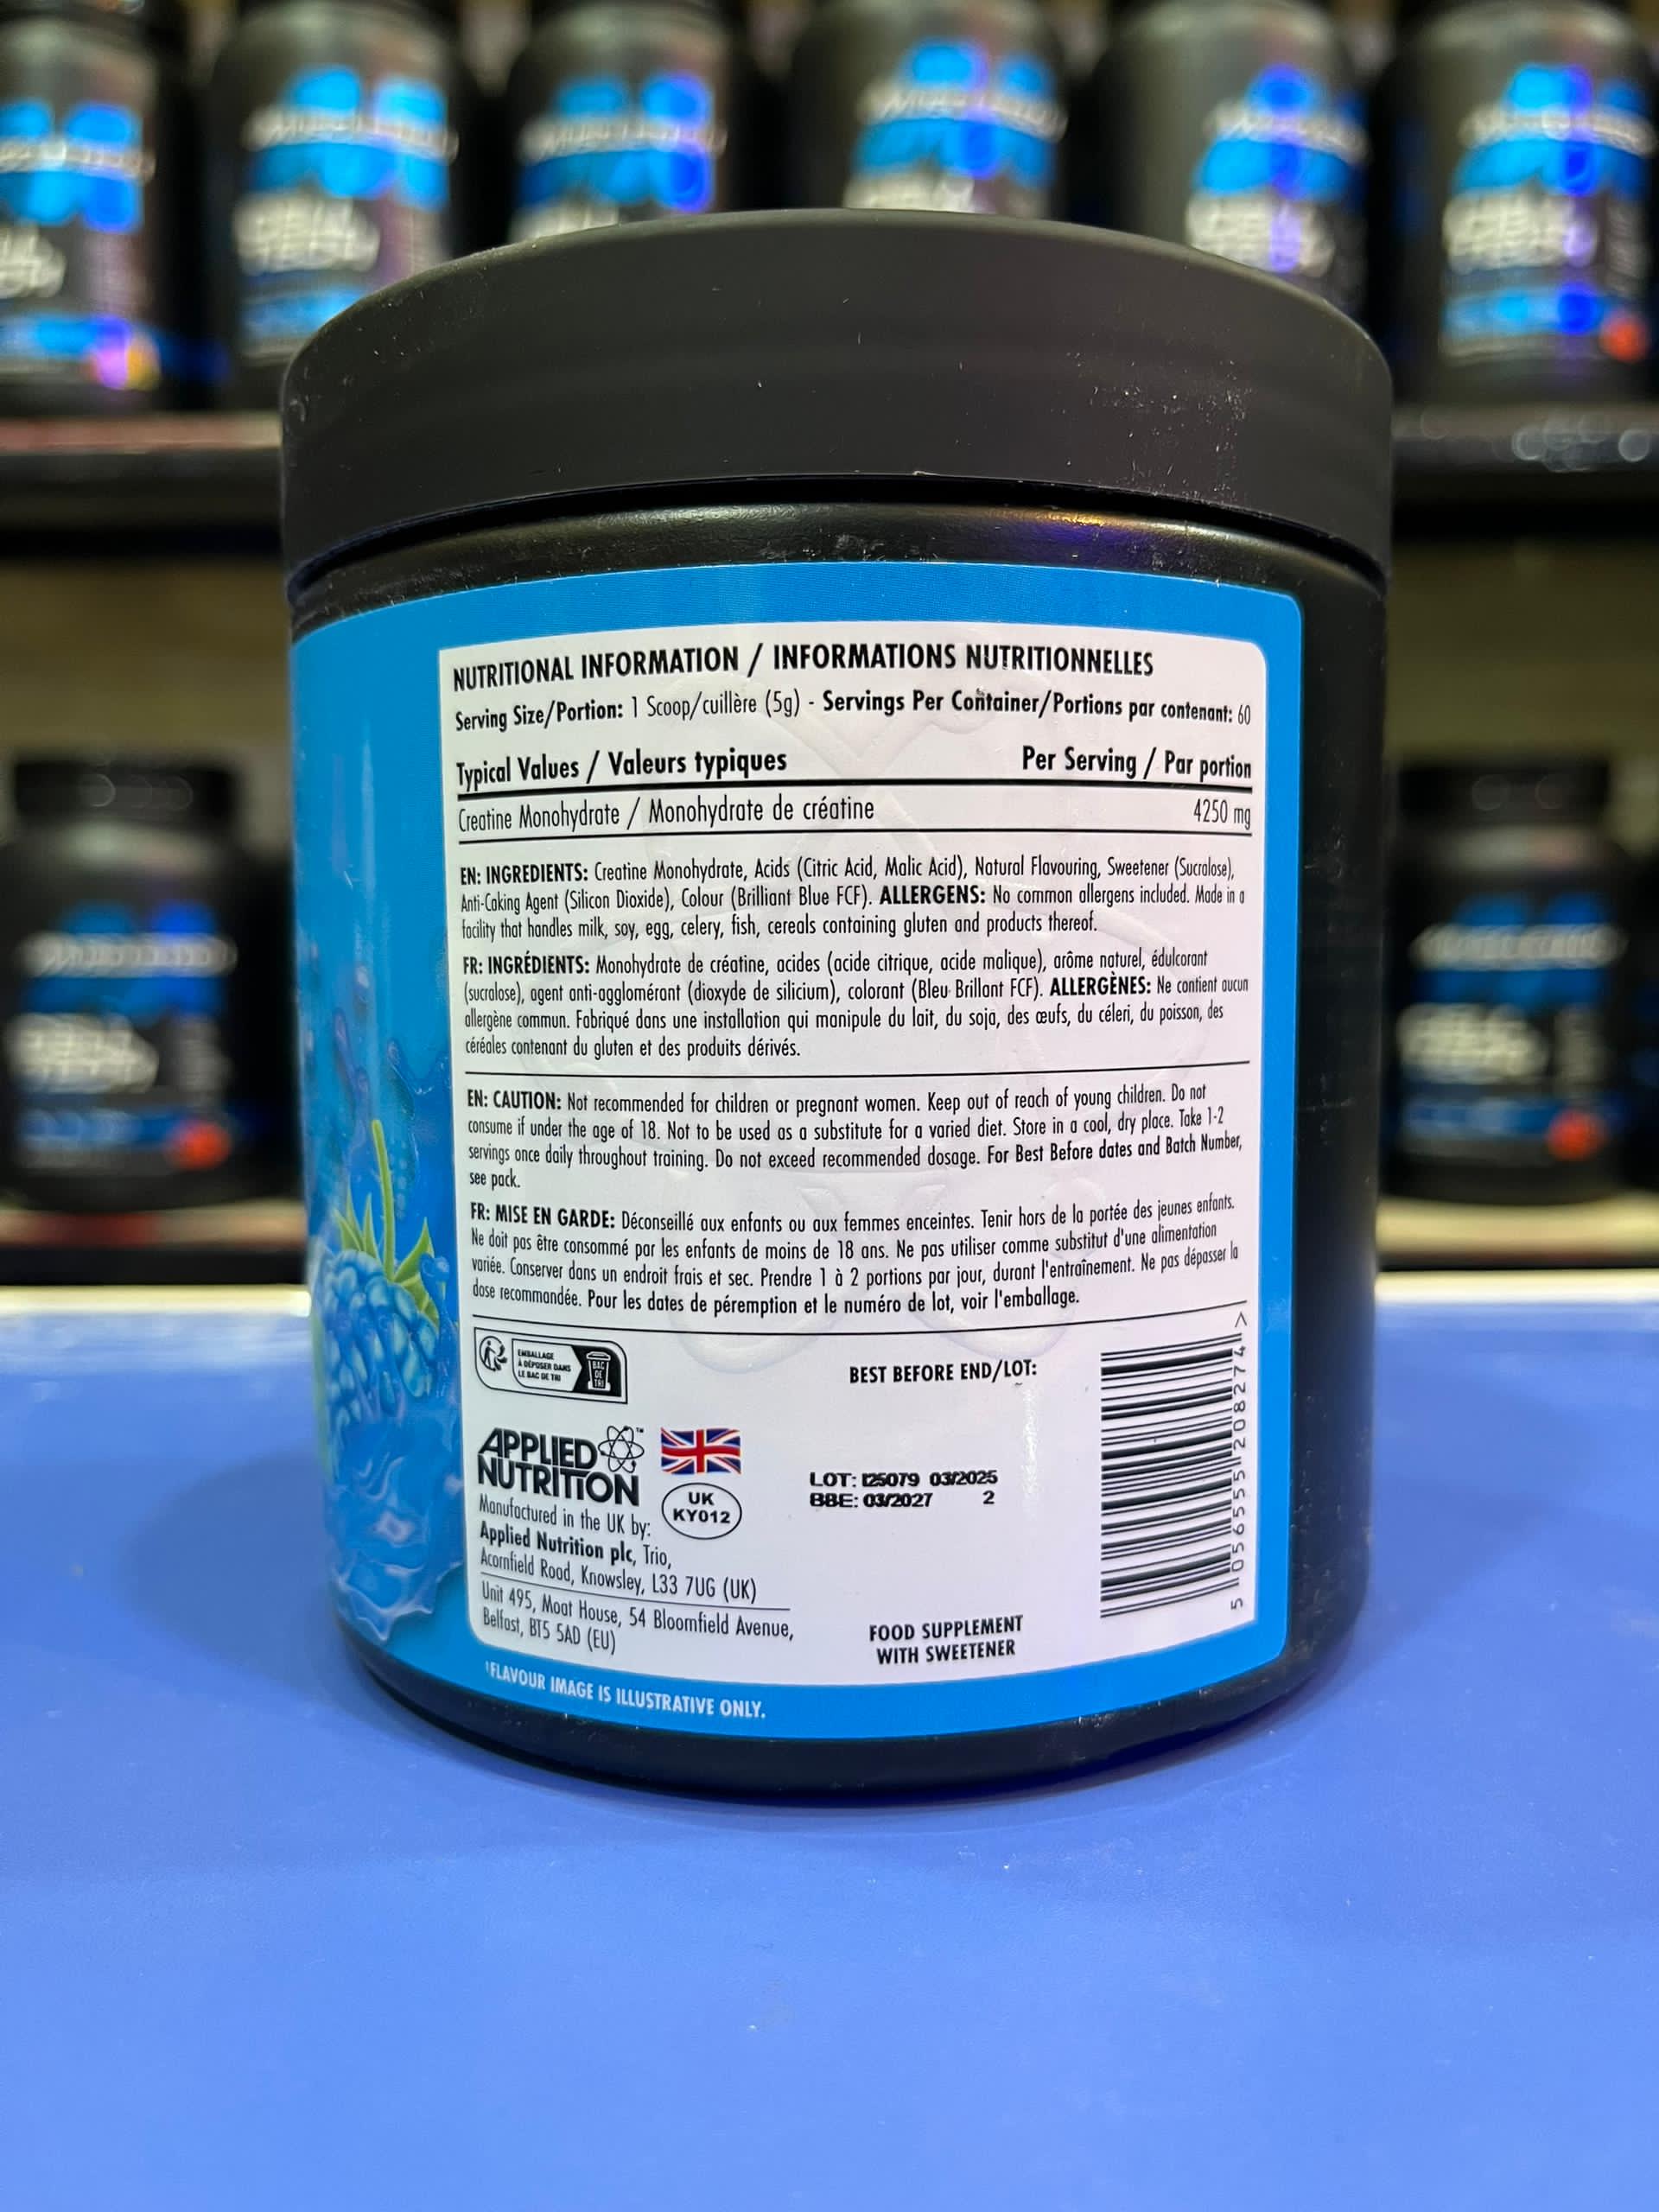 NUTRITIONAL INFORMATION / INFORMATIONS NUTRITIONNELLES
Serving Size/Portion: 1 Scoop/cuillère (5g) - Servings Per Container/Portions par contenant: 60
Typical Values / Valeurs typiques Per Serving / Par portion
Creatine Monohydrate / Monohydrate de créatine 4250 mg
EN: INGREDIENTS: Creatine Monohydrate, Acids (Citric Acid, Malic Acid), Natural Flavouring, Sweetener (Sucralose),
Anti-Caking Agent (Silicon Dioxide), Colour (Brilliant Blue FCF). ALLERGENS: No common allergens included. Made in a
facility that handles milk, soy, egg, celery, fish, cereals containing gluten and products thereof.
FR: INGRÉDIENTS: Monohydrate de créatine, acides (acide citrique, acide malique), arôme naturel, édulcorant
(sucralose), agent anti-agglomérant (dioxyde de silicium), colorant (Bleu Brillant FCF). ALLERGÈNES: Ne contient aucun
allergène commun. Fabriqué dans une installation qui manipule du lait, du soja, des œufs, du céleri, du poisson, des
céréales contenant du gluten et des produits dérivés.
EN: CAUTION: Not recommended for children or pregnant women. Keep out of reach of young children. Do not
consume if under the age of 18. Not to be used as a substitute for a varied diet. Store in a cool, dry place. Take 1-2
servings once daily throughout training. Do not exceed recommended dosage. For Best Before dates and Batch Number,
see pack.
FR: MISE EN GARDE: Déconseillé aux enfants ou aux femmes enceintes. Tenir hors de la portée des jeunes enfants.
Ne doit pas être consommé par les enfants de moins de 18 ans. Ne pas utiliser comme substitut d'une alimentation
variée. Conserver dans un endroit frais et sec. Prendre 1 à 2 portions par jour, durant l'entraînement. Ne pas dépasser la
dose recommandée. Pour les dates de péremption et le numéro de lot, voir l'emballage.
EMBALLAGE
À DÉPOSER DANS
LE BAC DE TRI
BAC
DE
TRI
BEST BEFORE END/LOT:
APPLIED
NUTRITION
™
UK
KY012
LOT: 125079 03/2025
BBE: 03/2027 2
Manufactured in the UK by:
Applied Nutrition plc, Trio,
Acornfield Road, Knowsley, L33 7UG (UK)
Unit 495, Moat House, 54 Bloomfield Avenue,
Belfast, BT5 5AD (EU)
FOOD SUPPLEMENT
WITH SWEETENER
5 056555 208274 >
¹FLAVOUR IMAGE IS ILLUSTRATIVE ONLY.